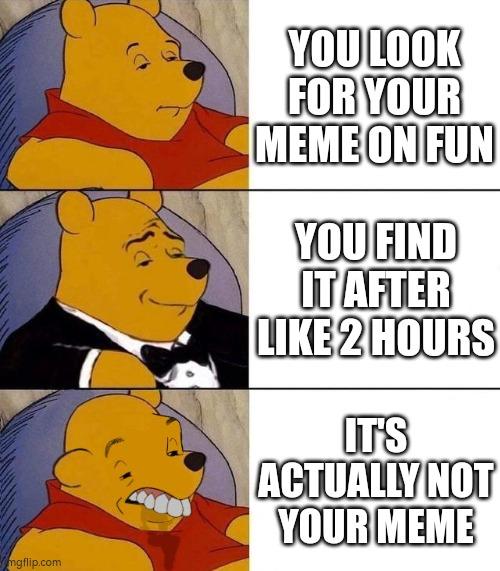 YOU LOOK
FOR YOUR
MEME ON FUN
YOU FIND
IT AFTER
LIKE 2 HOURS
IT'S
ACTUALLY NOT
YOUR MEME
imgflip.com